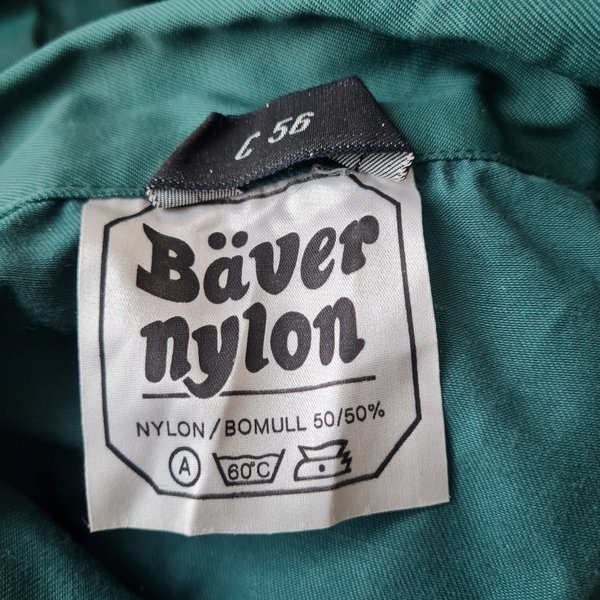 C 56
Bäver
nylon
NYLON/BOMULL 50/50%
A 60°C